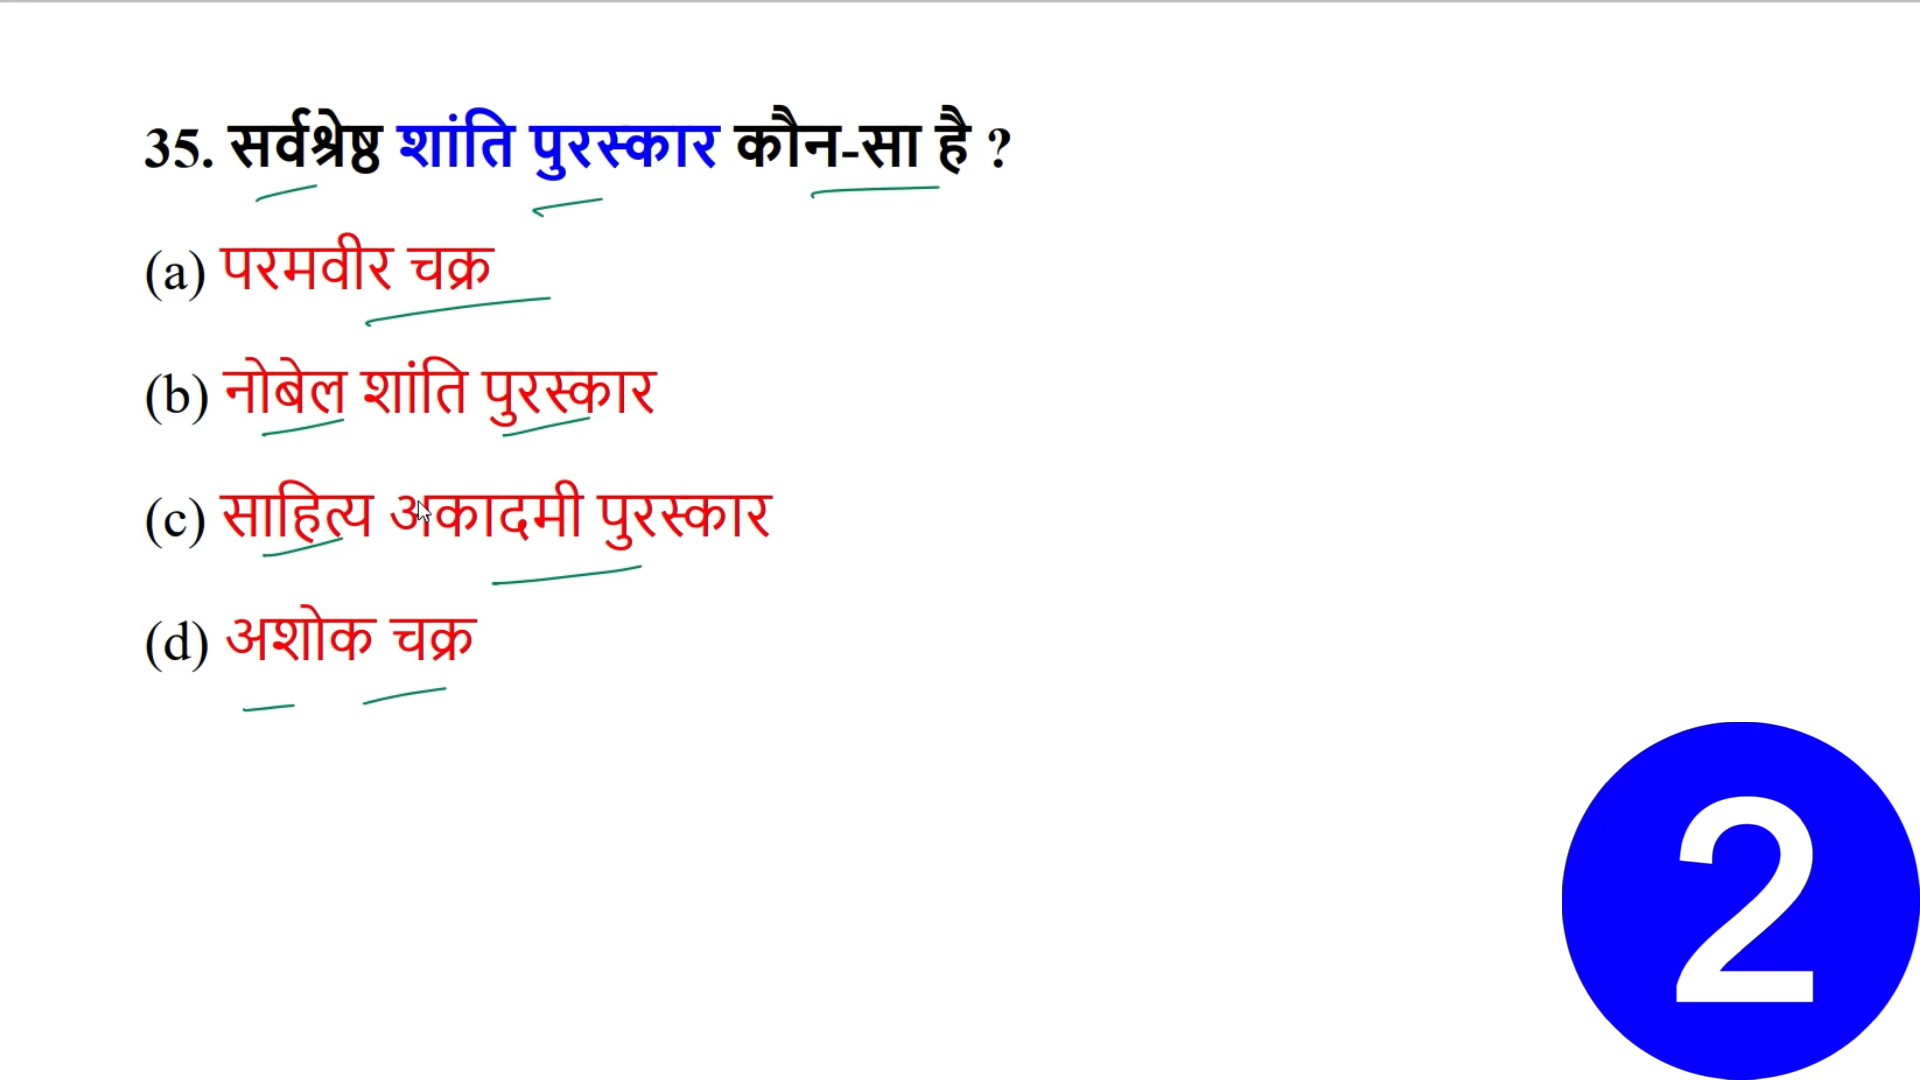 35. सर्वश्रेष्ठ शांति पुरस्कार कौन-सा है ?
(a) परमवीर चक्र
(b) नोबेल शांति पुरस्कार
(c) साहित्य अकादमी पुरस्कार
(d) अशोक चक्र
2